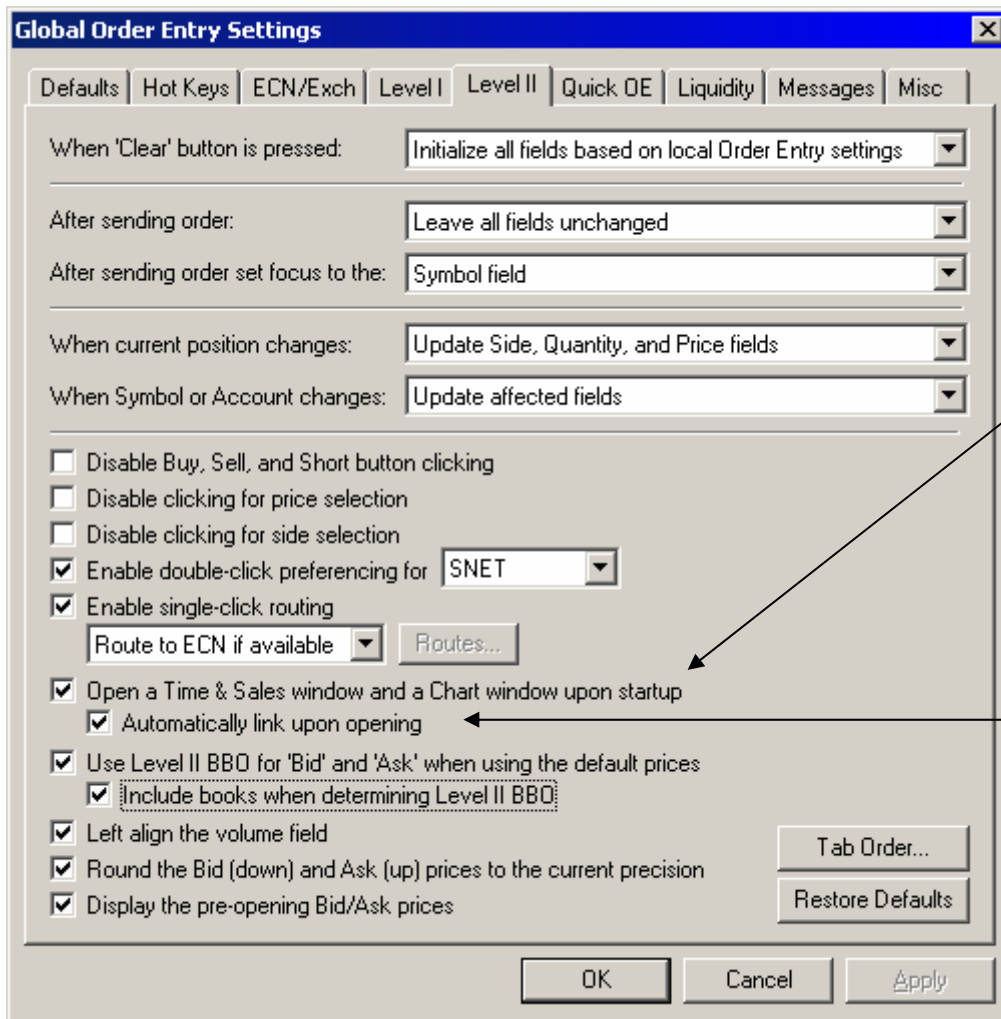 Global Order Entry Settings
Defaults Hot Keys ECN/Exch Level I Level II Quick OE Liquidity Messages Misc
When 'Clear' button is pressed: Initialize all fields based on local Order Entry settings
After sending order: Leave all fields unchanged
After sending order set focus to the: Symbol field
When current position changes: Update Side, Quantity, and Price fields
When Symbol or Account changes: Update affected fields
Disable Buy, Sell, and Short button clicking
Disable clicking for price selection
Disable clicking for side selection
Enable double-click preferencing for SNET
Enable single-click routing
Route to ECN if available Routes...
Open a Time & Sales window and a Chart window upon startup
Automatically link upon opening
Use Level II BBO for 'Bid' and 'Ask' when using the default prices
Include books when determining Level II BBO
Left align the volume field
Tab Order...
Round the Bid (down) and Ask (up) prices to the current precision
Display the pre-opening Bid/Ask prices
Restore Defaults
OK Cancel Apply